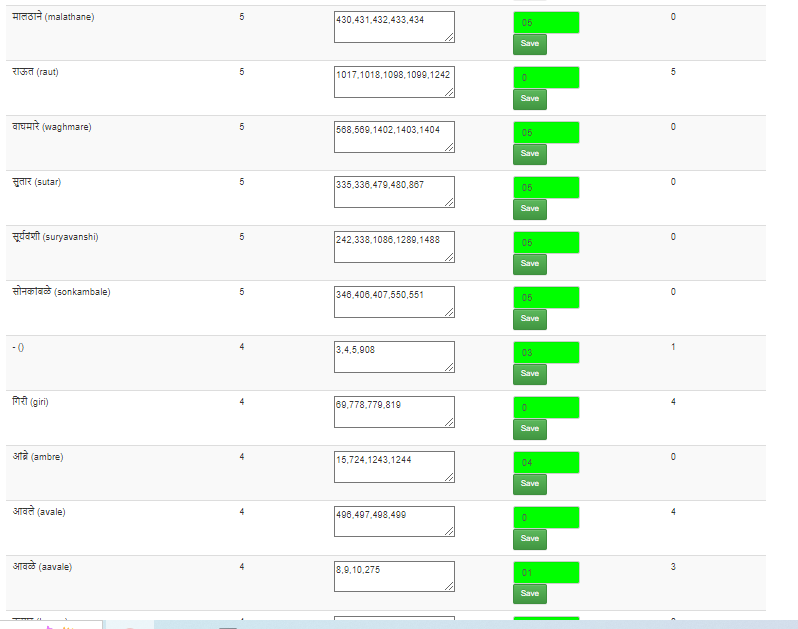 मालठाने (malathane) 5 430,431,432,433,434 05 0
Save
राऊत (raut) 5 1017,1018,1098,1099,1242 0 5
Save
वाघमारे (waghmare) 5 568,569,1402,1403,1404 05 0
Save
सुतार (sutar) 5 335,336,479,480,867 05 0
Save
सूर्यवंशी (suryavanshi) 5 242,338,1086,1289,1488 05 0
Save
सोनकांबळे (sonkambale) 5 346,406,407,550,551 05 0
Save
- () 4 3,4,5,908 03 1
Save
गिरी (giri) 4 69,778,779,819 0 4
Save
आंब्रे (ambre) 4 15,724,1243,1244 04 0
Save
आवले (avale) 4 496,497,498,499 0 4
Save
आवळे (aavale) 4 8,9,10,275 01 3
Save